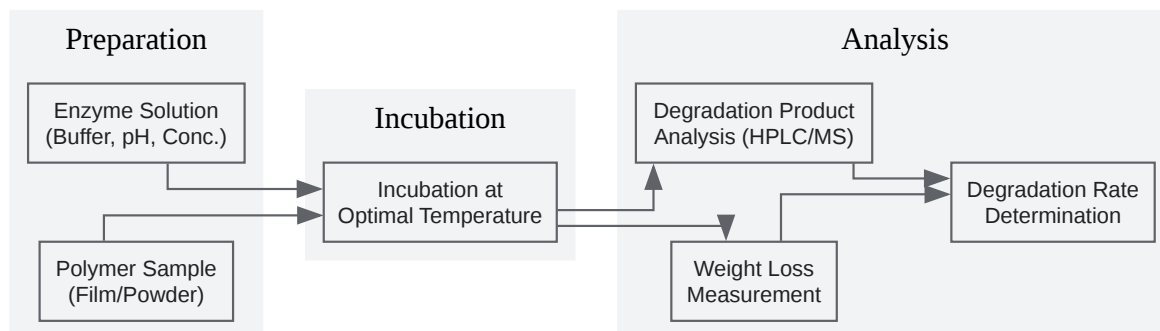 Preparation
Enzyme Solution
(Buffer, pH, Conc.)
Polymer Sample
(Film/Powder)
Incubation
Incubation at
Optimal Temperature
Analysis
Degradation Product
Analysis (HPLC/MS)
Weight Loss
Measurement
Degradation Rate
Determination